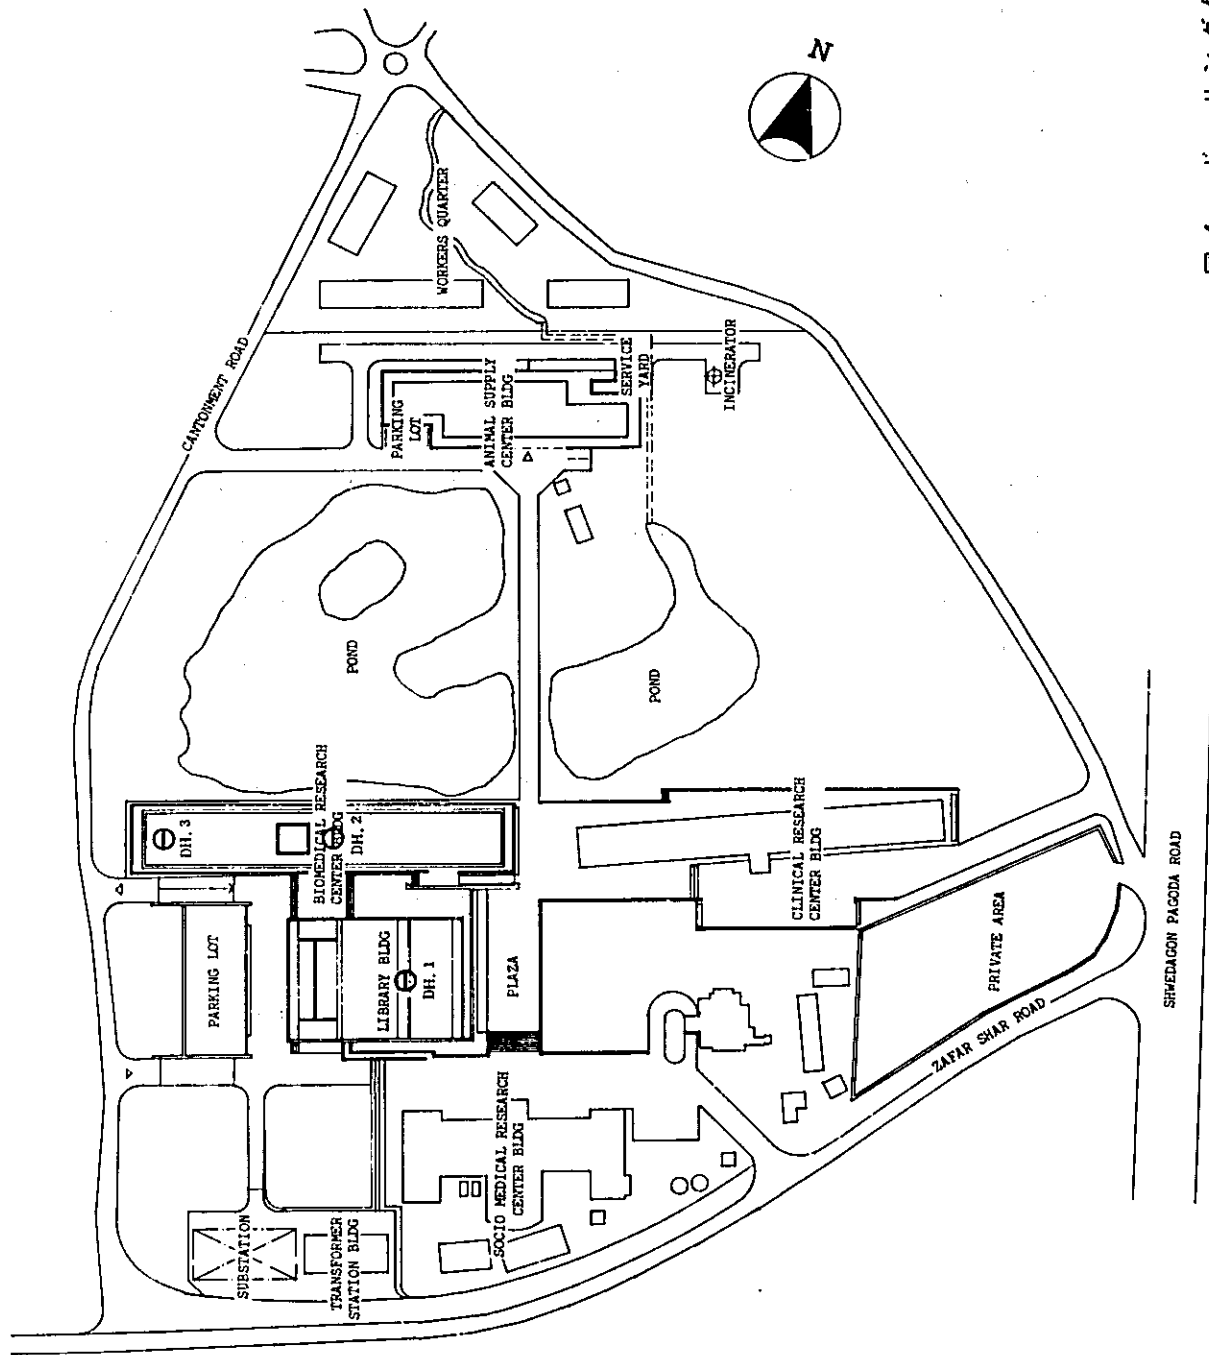 N
CANTONMENT ROAD
WORKERS QUARTER
PARKING
LOT
ANIMAL SUPPLY
CENTER BLDG
SERVICE
YARD
INCINERATOR
POND
POND
BIOMEDICAL RESEARCH
CENTER BLDG
DH. 3
DH. 2
CLINICAL RESEARCH
CENTER BLDG
PARKING LOT
LIBRARY BLDG
DH. 1
PLAZA
PRIVATE AREA
ZAFAR SHAR ROAD
SHWEDAGON PAGODA ROAD
SOCIO MEDICAL RESEARCH
CENTER BLDG
SUBSTATION
TRANSFORMER
STATION BLDG